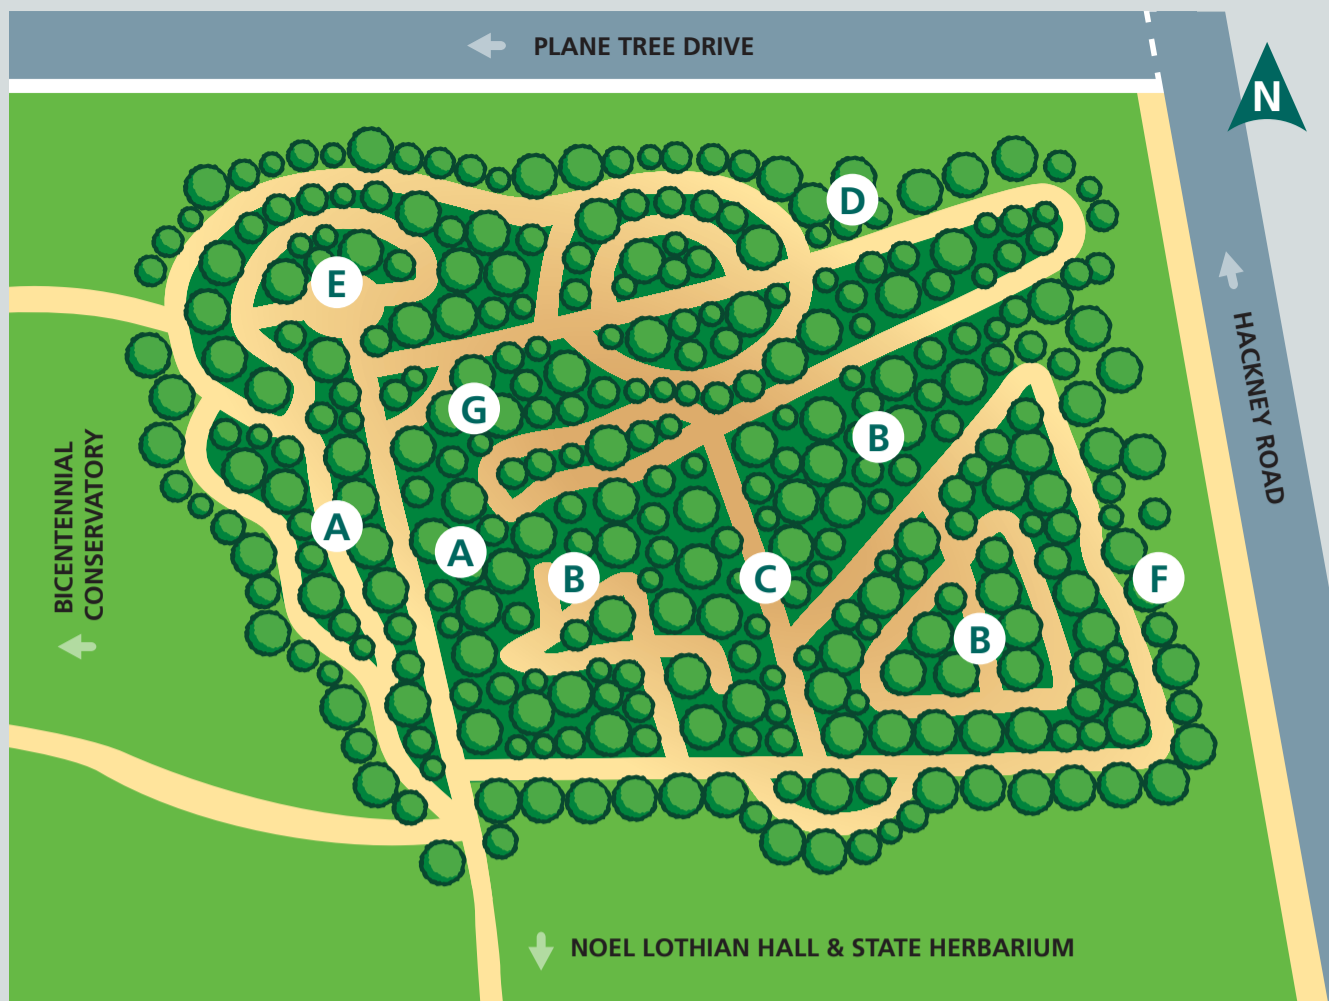 PLANE TREE DRIVE
N
D
E
HACKNEY ROAD
G
B
BICENTENNIAL
CONSERVATORY
A
A
B
C
F
B
NOEL LOTHIAN HALL & STATE HERBARIUM